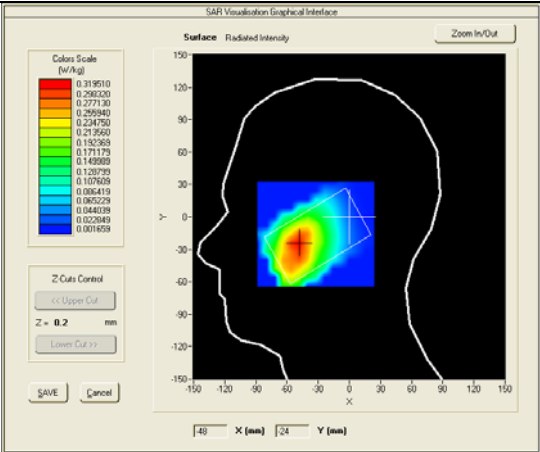 SAR Visualisation Graphical Interface
Surface Radiated Intensity
Zoom In/Out
Colors Scale
(W/kg)
0.319510
0.298320
0.277130
0.255940
0.234750
0.213560
0.192369
0.171179
0.149989
0.128799
0.107609
0.086419
0.065229
0.044039
0.022849
0.001659
Z-Cuts Control
<< Upper Cut
Z = 0.2 mm
Lower Cut >>
SAVE Cancel
150
120
90
60
30
Y
0
-30
-60
-90
-120
-150
-150 -120 -90 -60 -30 0 30 60 90 120 150
X
-48 X (mm) -24 Y (mm)